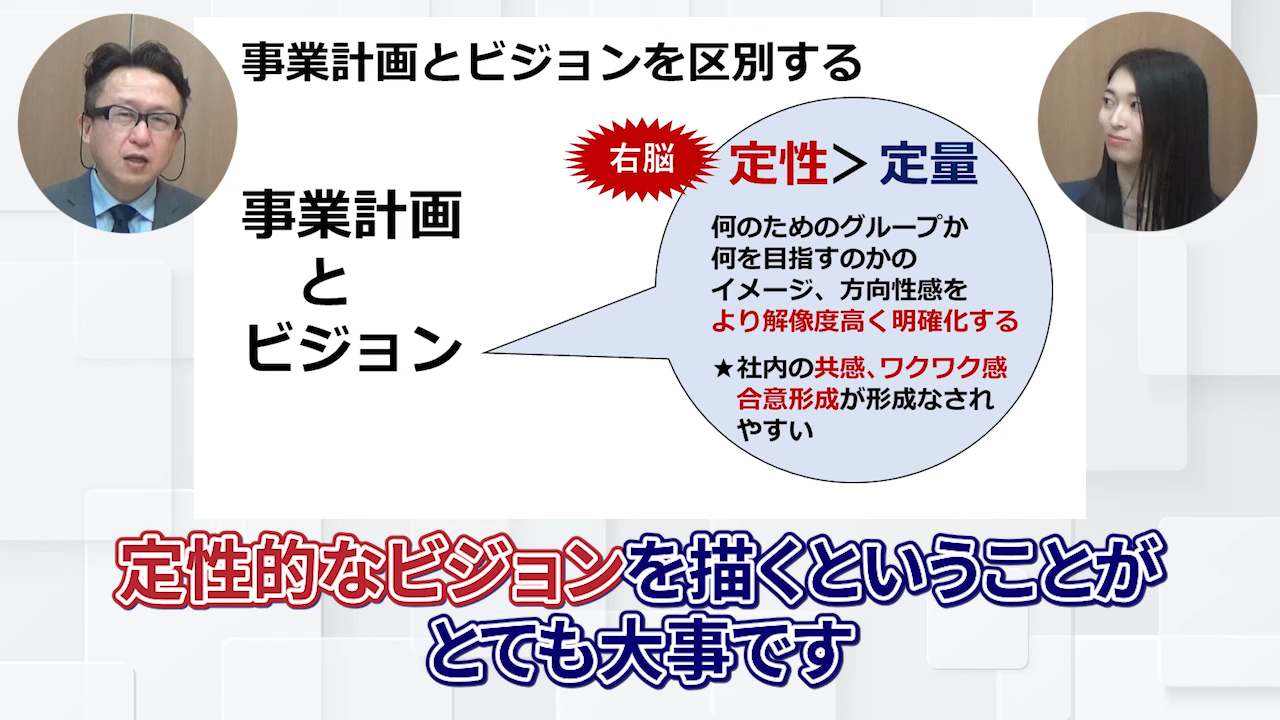 事業計画とビジョンを区別する
事業計画
と
ビジョン
右脳
定性＞定量
何のためのグループか
何を目指すのかの
イメージ、方向性感を
より解像度高く明確化する
★社内の共感、ワクワク感
合意形成が形成なされ
やすい
定性的なビジョンを描くということが
とても大事です